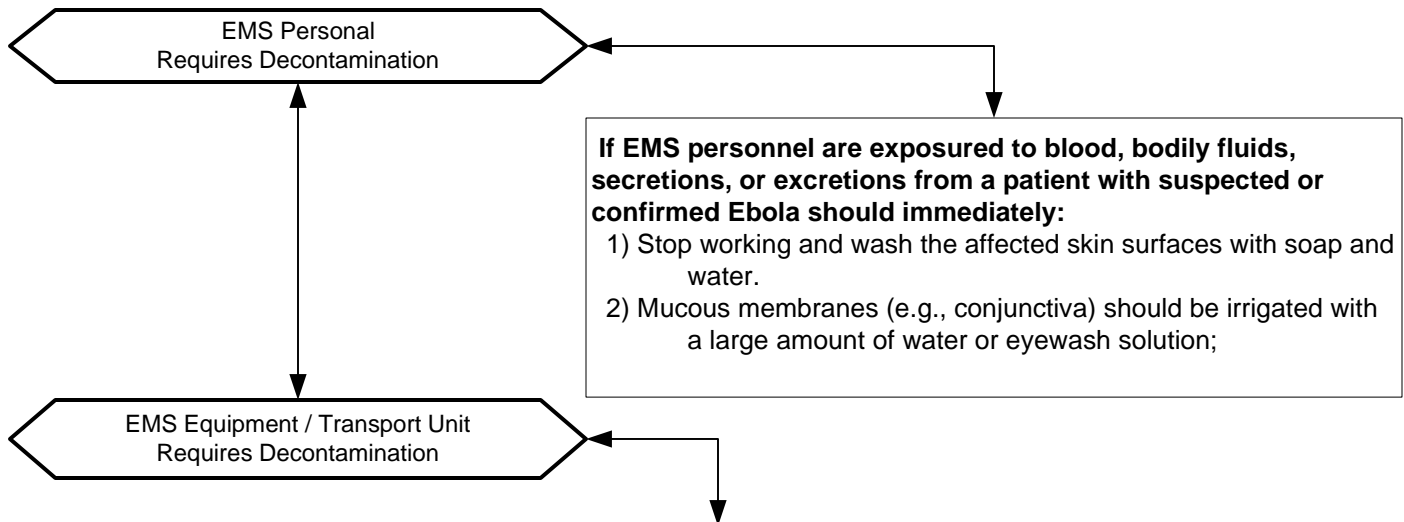 EMS Personal
Requires Decontamination
If EMS personnel are exposured to blood, bodily fluids,
secretions, or excretions from a patient with suspected or
confirmed Ebola should immediately:
1) Stop working and wash the affected skin surfaces with soap and
water.
2) Mucous membranes (e.g., conjunctiva) should be irrigated with
a large amount of water or eyewash solution;
EMS Equipment / Transport Unit
Requires Decontamination